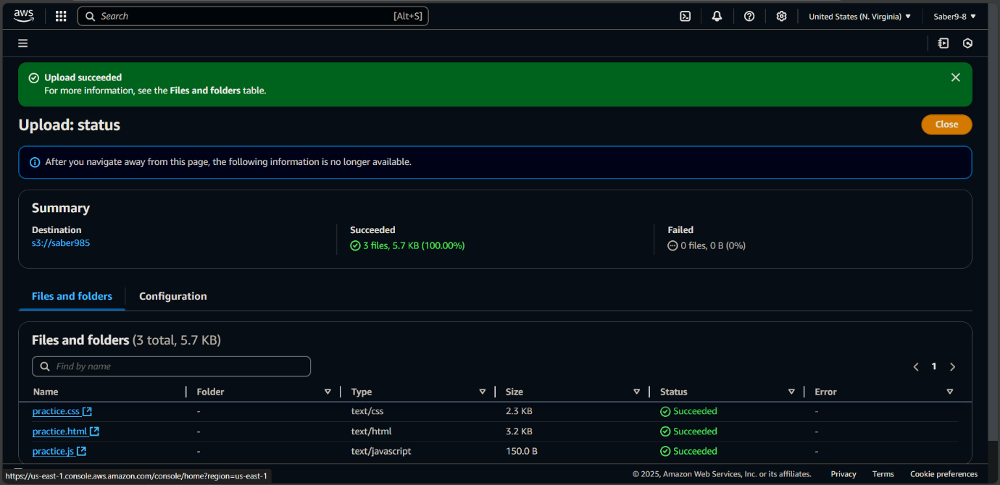 aws
Search [Alt+S] United States (N. Virginia) Saber9-8
Upload succeeded
For more information, see the Files and folders table.
Upload: status
Close
After you navigate away from this page, the following information is no longer available.
Summary
Destination Succeeded Failed
s3://saber985 3 files, 5.7 KB (100.00%) 0 files, 0 B (0%)
Files and folders Configuration
Files and folders (3 total, 5.7 KB)
Find by name 1
Name Folder Type Size Status Error
practice.css - text/css 2.3 KB Succeeded -
practice.html - text/html 3.2 KB Succeeded -
practice.js - text/javascript 150.0 B Succeeded -
https://us-east-1.console.aws.amazon.com/console/home?region=us-east-1 © 2025, Amazon Web Services, Inc. or its affiliates. Privacy Terms Cookie preferences